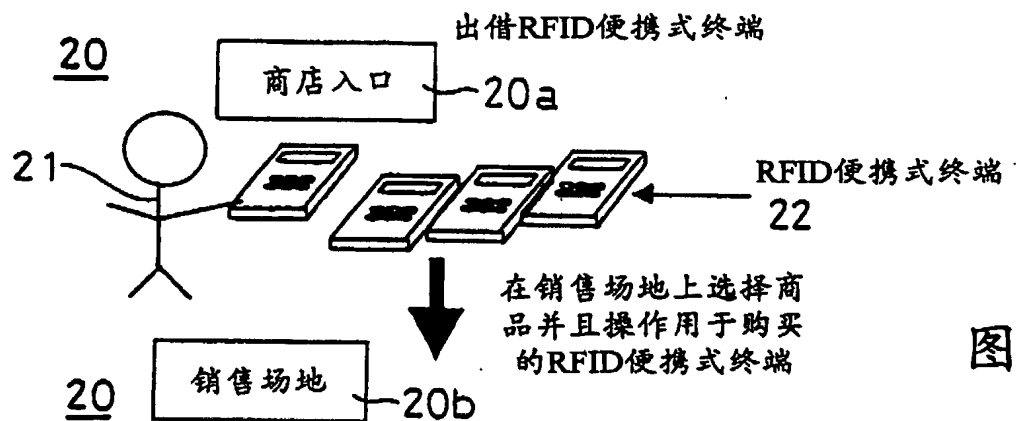 出借RFID便携式终端
20
商店入口
20a
21
RFID便携式终端
22
在销售场地上选择商
品并且操作用于购买
的RFID便携式终端
图
销售场地
20
20b